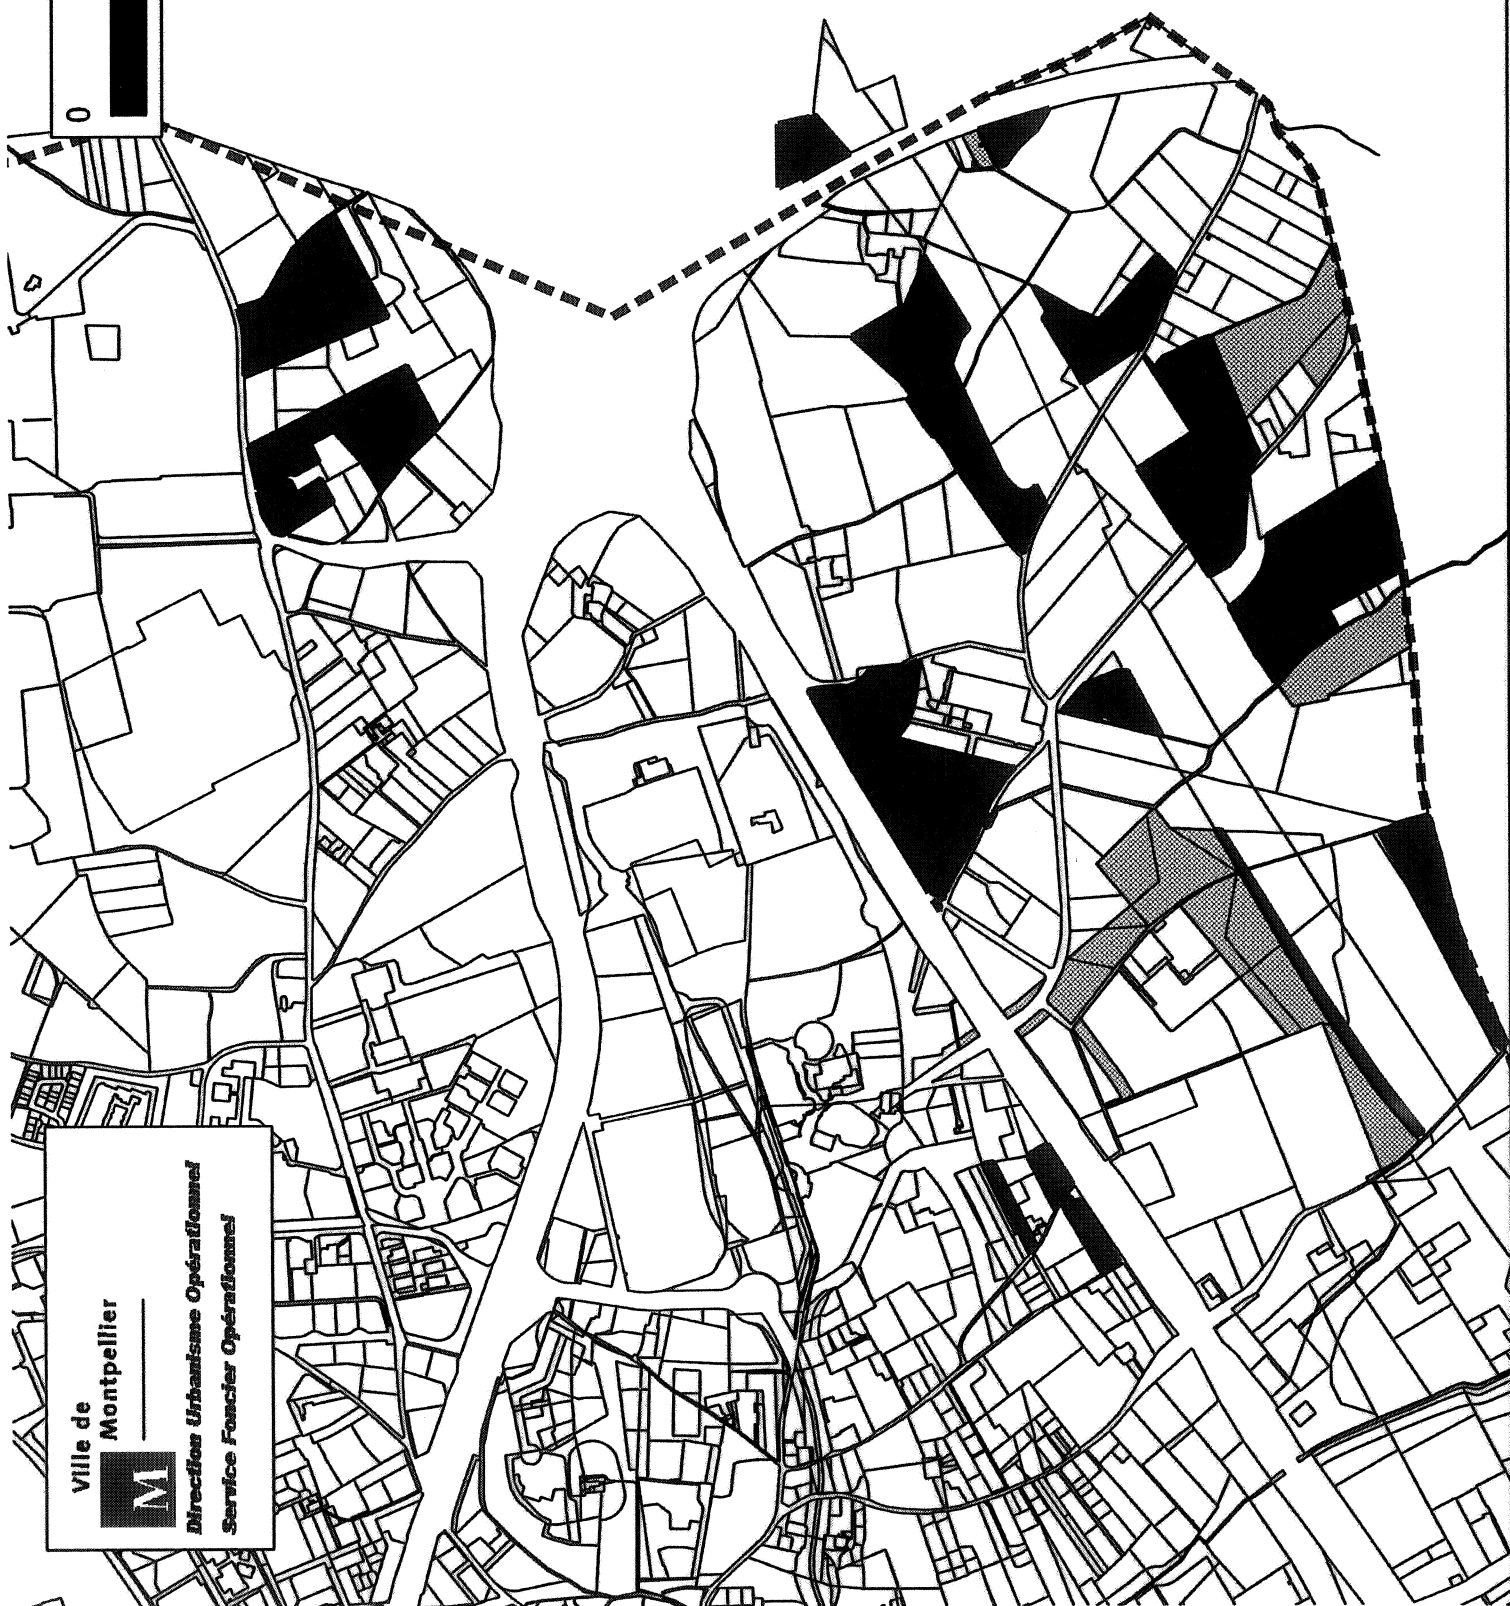 Ville de
Montpellier
M
Direction Urbanisme Opérationnel
Service Foncier Opérationnel
0